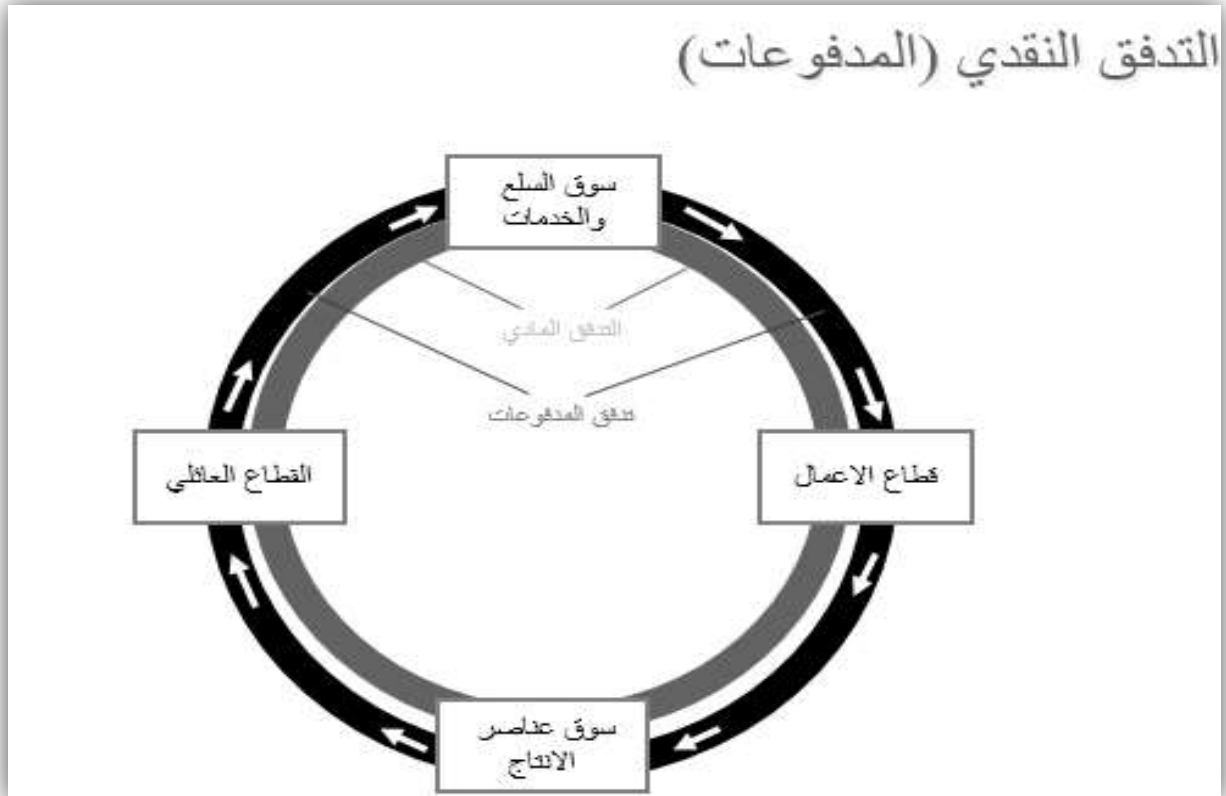 التدفق النقدي (المدفوعات)
سوق السلع
والخدمات
التدفق المادي
تدفق المدفوعات
القطاع العائلي
قطاع الاعمال
سوق عناصر
الانتاج